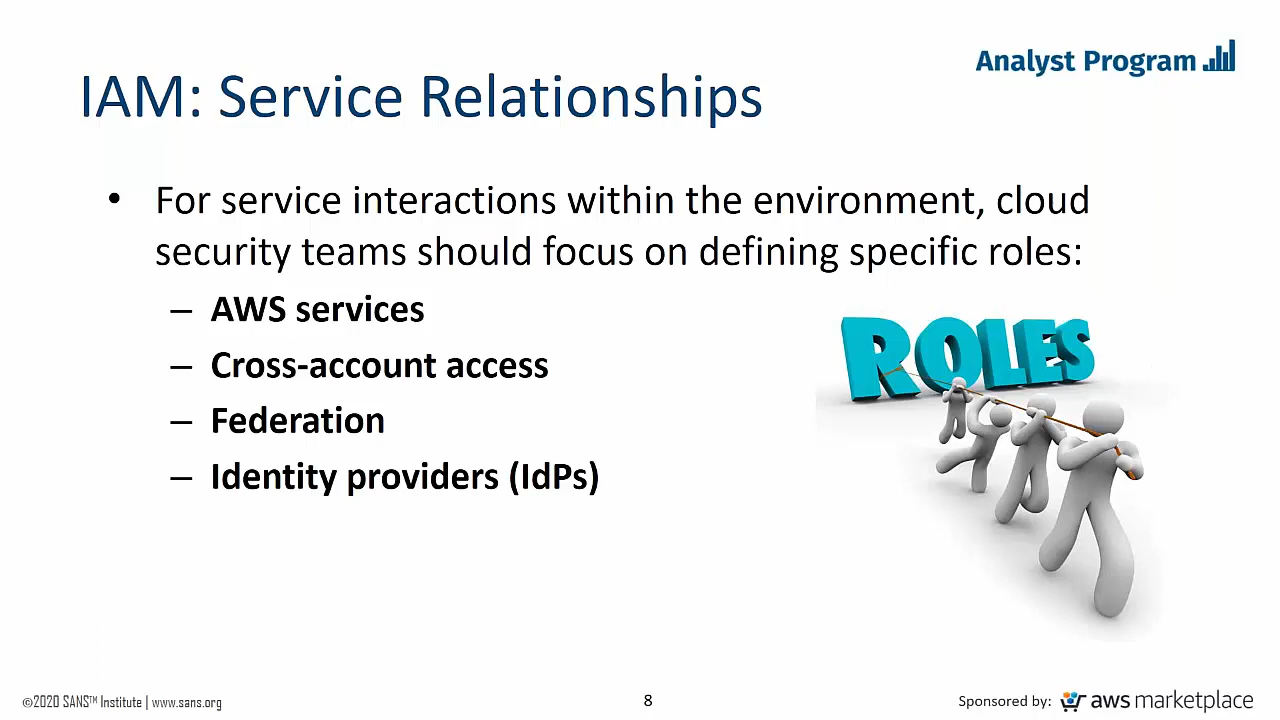 Analyst Program
IAM: Service Relationships
• For service interactions within the environment, cloud
security teams should focus on defining specific roles:
– AWS services
– Cross-account access
– Federation
– Identity providers (IdPs)
ROLES
©2020 SANS™ Institute | www.sans.org
8
Sponsored by: aws marketplace